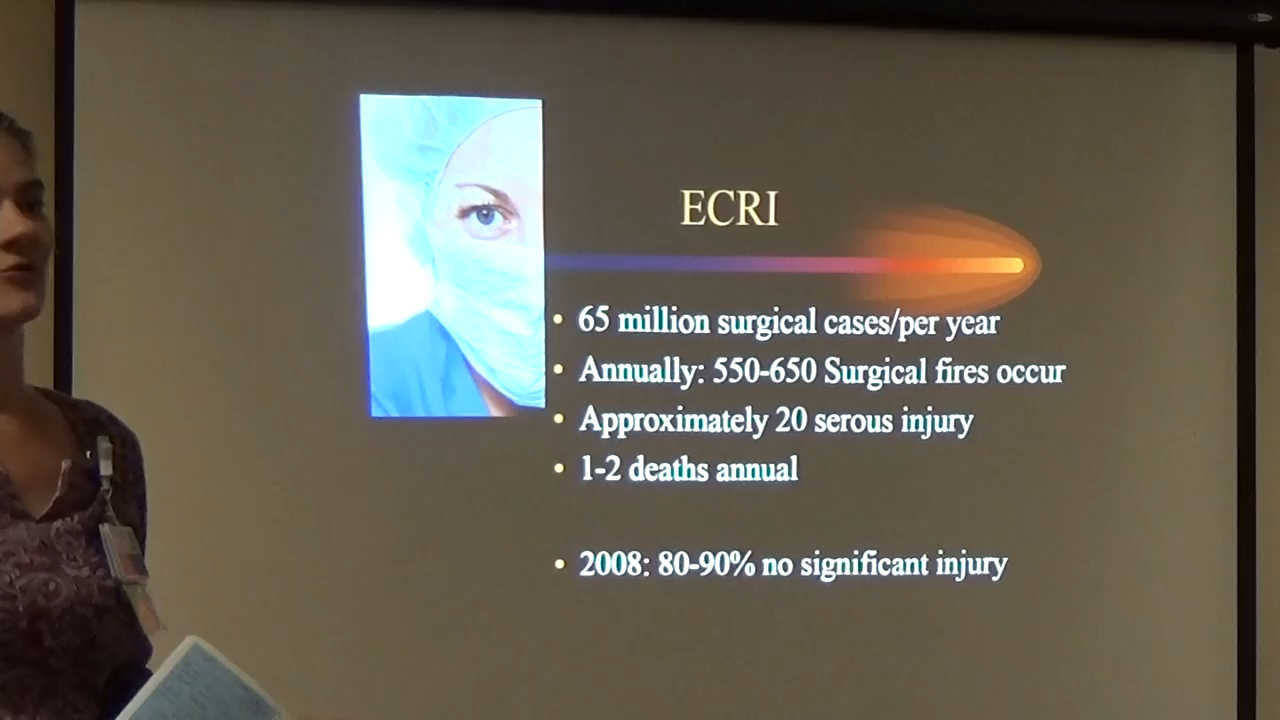 ECRI
• 65 million surgical cases/per year
• Annually: 550-650 Surgical fires occur
• Approximately 20 serous injury
• 1-2 deaths annual
• 2008: 80-90% no significant injury